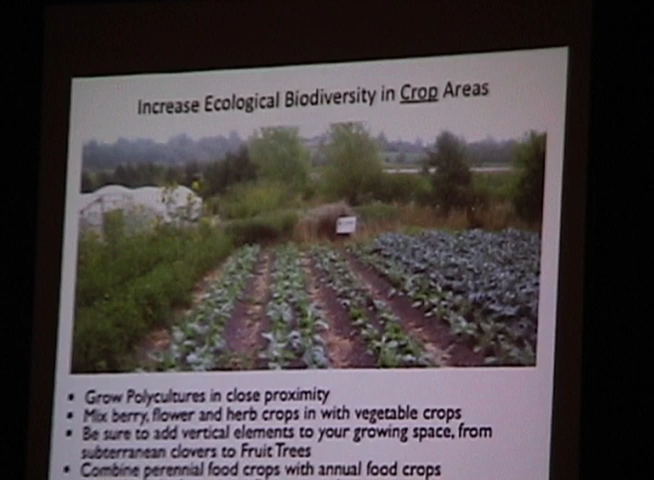 Increase Ecological Biodiversity in Crop Areas
• Grow Polycultures in close proximity
• Mix berry, flower and herb crops in with vegetable crops
• Be sure to add vertical elements to your growing space, from
subterranean clovers to Fruit Trees
• Combine perennial food crops with annual food crops